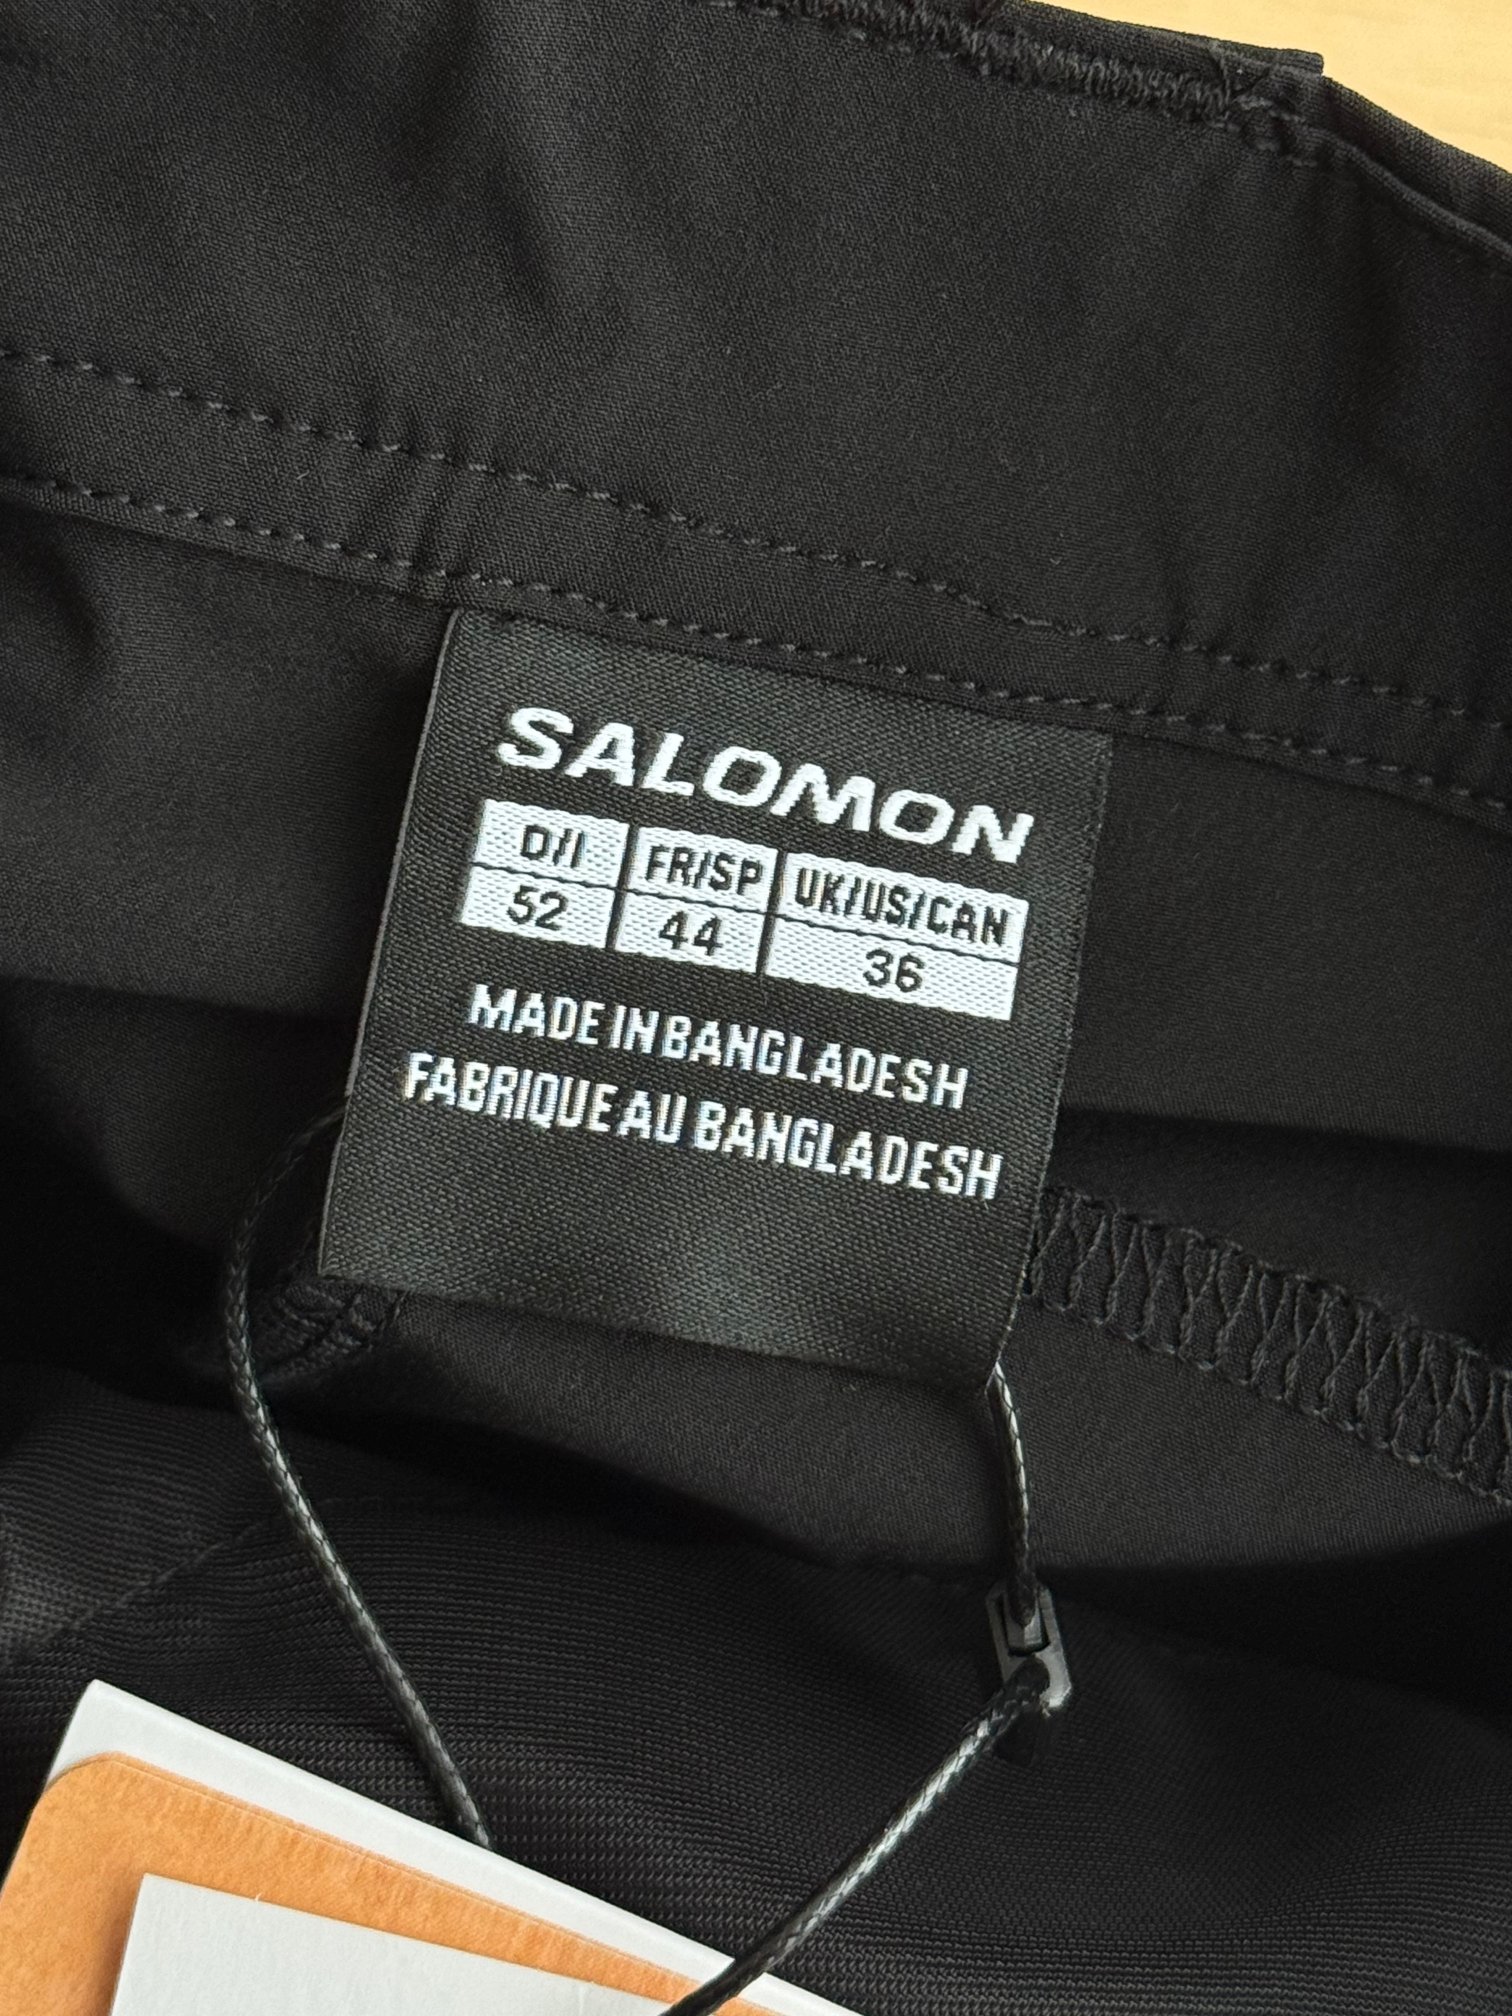 SALOMON
D/I FR/SP UK/US/CAN
52 44 36
MADE IN BANGLADESH
FABRIQUE AU BANGLADESH